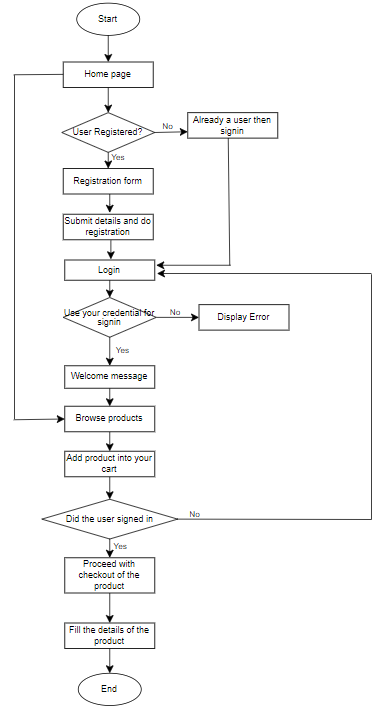 Start
Home page
User Registered?
No
Already a user then
signin
Yes
Registration form
Submit details and do
registration
Login
Use your credential for
signin
No
Display Error
Yes
Welcome message
Browse products
Add product into your
cart
Did the user signed in
No
Yes
Proceed with
checkout of the
product
Fill the details of the
product
End